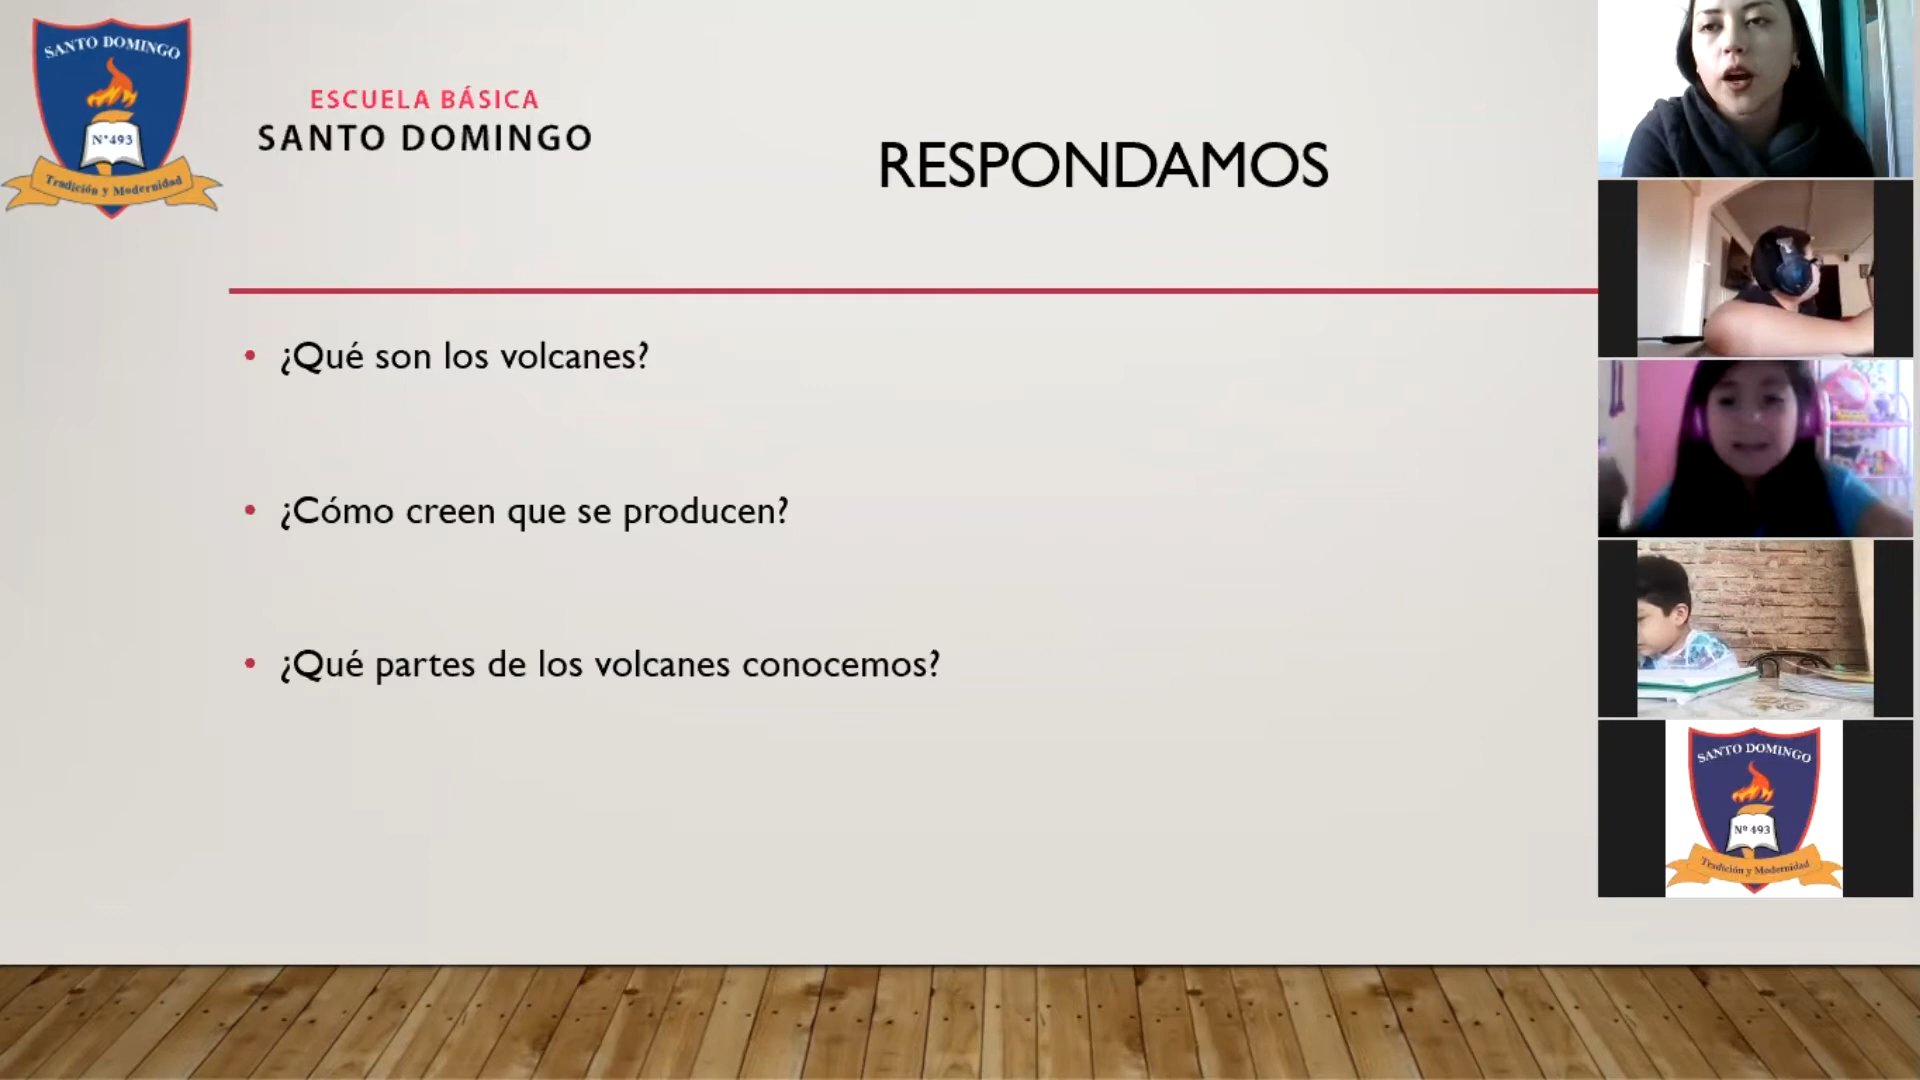 SANTO DOMINGO
N°493
Tradición y Modernidad
ESCUELA BÁSICA
SANTO DOMINGO
RESPONDAMOS
• ¿Qué son los volcanes?
• ¿Cómo creen que se producen?
• ¿Qué partes de los volcanes conocemos?
SANTO DOMINGO
Nº 493
Tradición y Modernidad